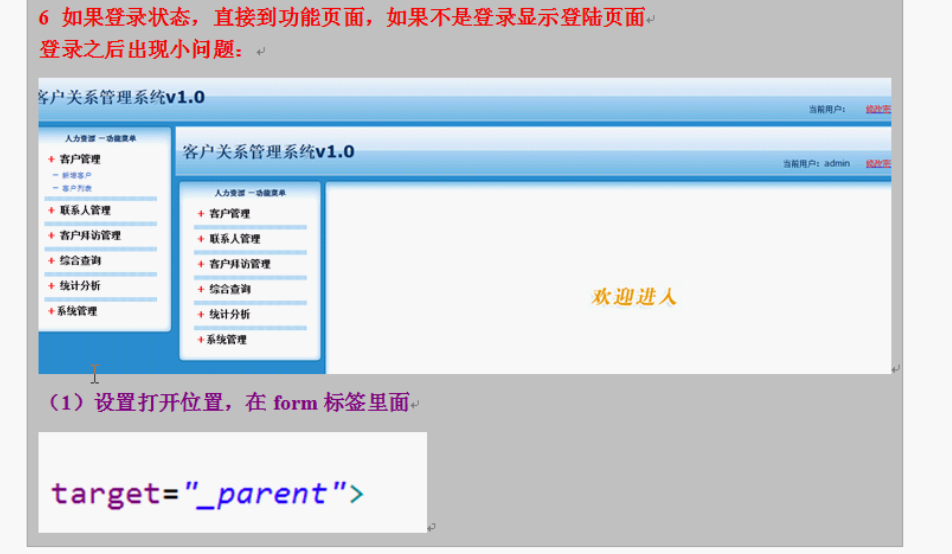 6 如果登录状态，直接到功能页面，如果不是登录显示登陆页面
登录之后出现小问题：
客户关系管理系统v1.0
当前用户： 修改密
人力资源 －功能菜单
+ 客户管理
－ 新增客户
－ 客户列表
+ 联系人管理
+ 客户拜访管理
+ 综合查询
+ 统计分析
+系统管理
客户关系管理系统v1.0
当前用户：admin 修改密
人力资源 －功能菜单
+ 客户管理
+ 联系人管理
+ 客户拜访管理
+ 综合查询
+ 统计分析
+系统管理
欢迎进入
（1）设置打开位置，在 form 标签里面
target="_parent">